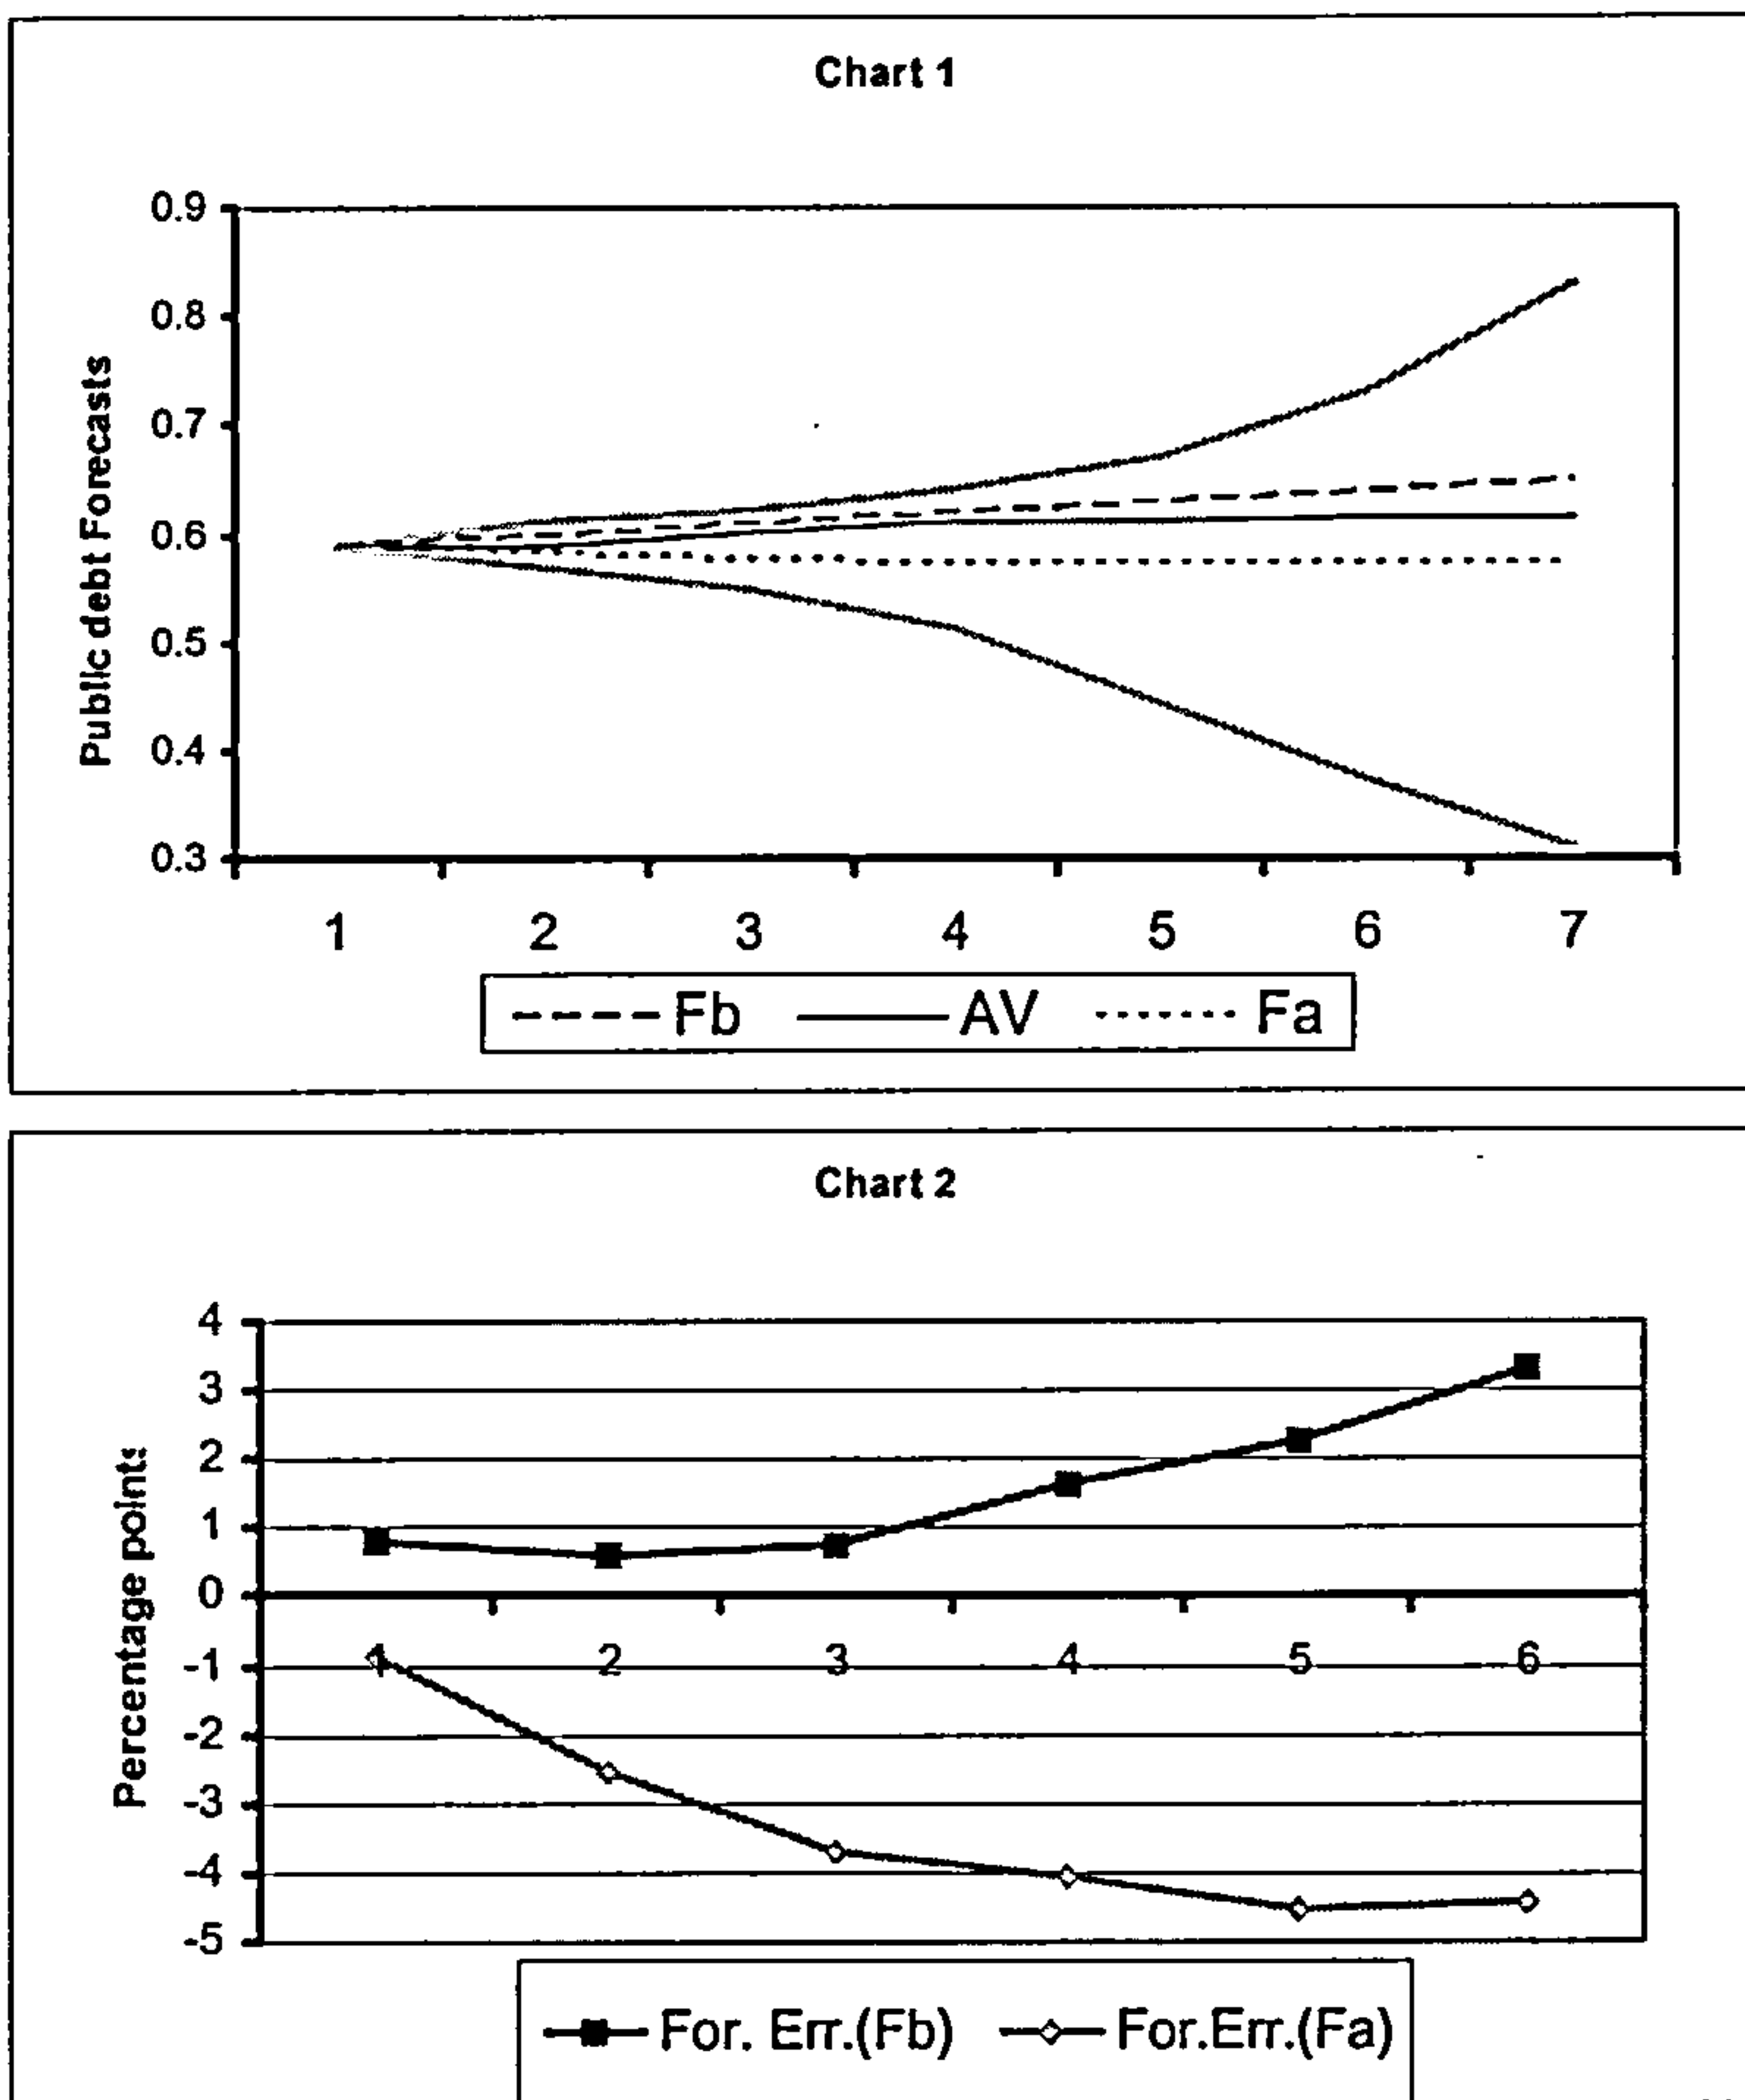 Chart 1
Public debt Forecasts
0.9
0.8
0.7
0.6
0.5
0.4
0.3
1 2 3 4 5 6 7
Fb AV Fa
Chart 2
Percentage points
4
3
2
1
0
-1
-2
-3
-4
-5
1 2 3 4 5 6
For. Err.(Fb) For.Err.(Fa)